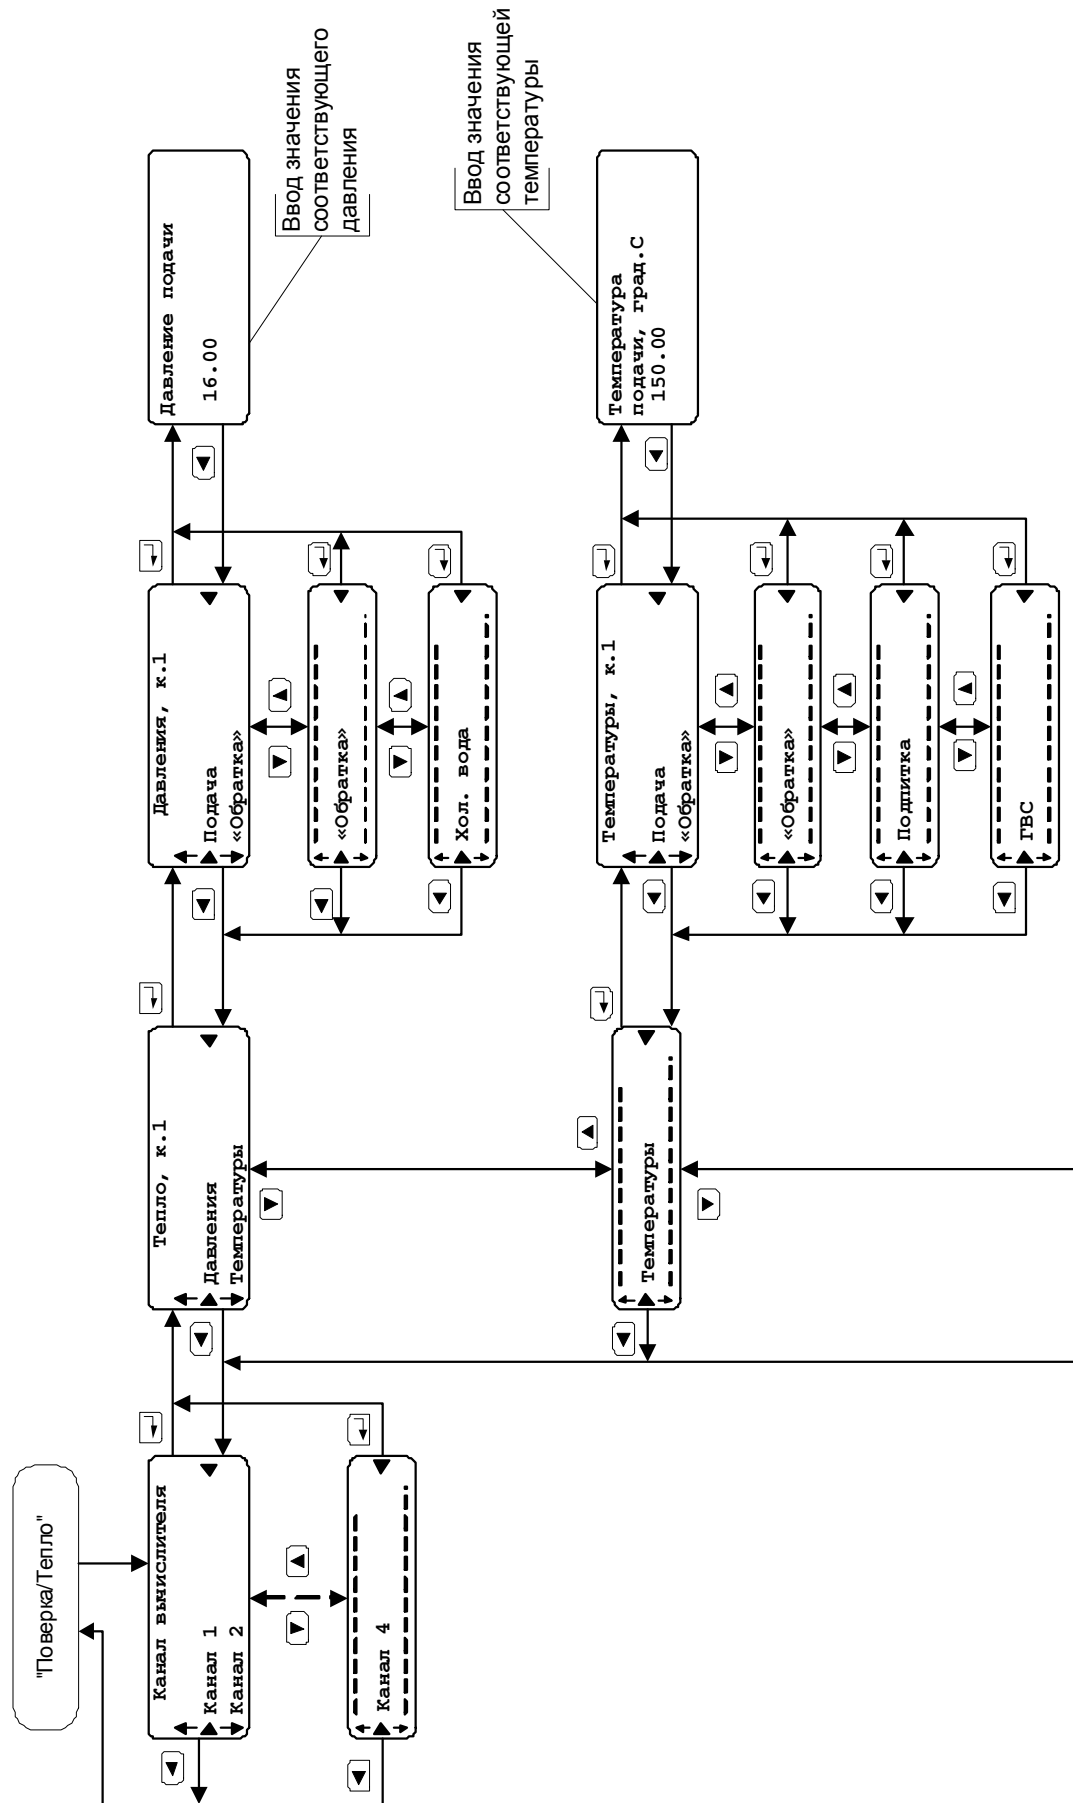 "Поверка/Тепло"
Канал вычислителя
Канал 1
Канал 2
Канал 4
Тепло, к.1
Давления
Температуры
Температуры
Давления, к.1
Подача
«Обратка»
«Обратка»
Хол. вода
Температуры, к.1
Подача
«Обратка»
«Обратка»
Подпитка
ГВС
Давление подачи
16.00
Ввод значения
соответствующего
давления
Температура
подачи, град.С
150.00
Ввод значения
соответствующей
температуры